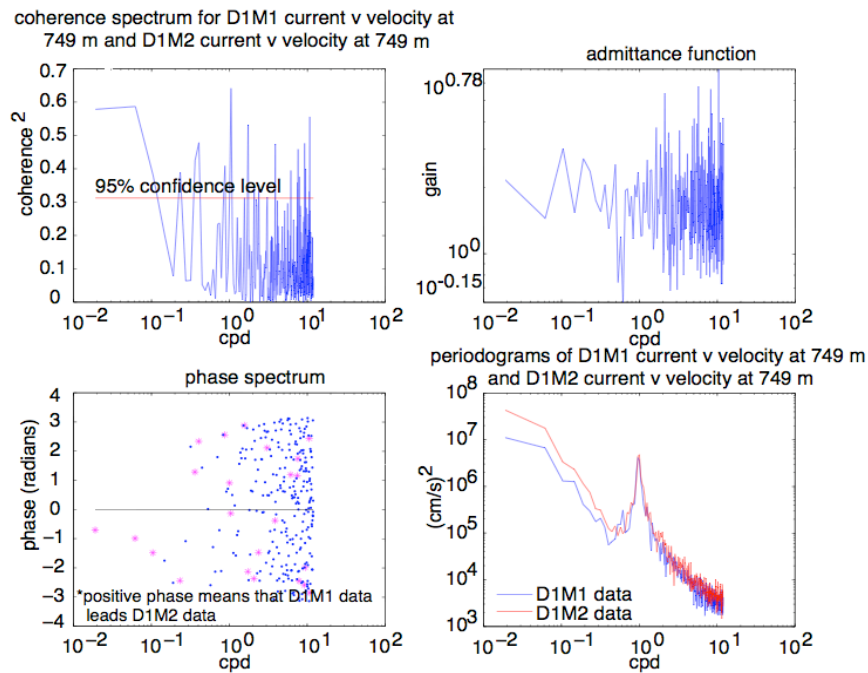 coherence spectrum for D1M1 current v velocity at
749 m and D1M2 current v velocity at 749 m
0.7
0.6
0.5
0.4
0.3
0.2
0.1
0
coherence ²
95% confidence level
10⁻² 10⁻¹ 10⁰ 10¹ 10²
cpd
admittance function
10⁰·⁷⁸
10⁰
10⁻⁰·¹⁵
gain
10⁻² 10⁻¹ 10⁰ 10¹ 10²
cpd
phase spectrum
4
3
2
1
0
-1
-2
-3
-4
phase (radians)
*positive phase means that D1M1 data
leads D1M2 data
10⁻² 10⁻¹ 10⁰ 10¹ 10²
cpd
periodograms of D1M1 current v velocity at 749 m
and D1M2 current v velocity at 749 m
10⁸
10⁷
10⁶
10⁵
10⁴
10³
(cm/s)²
D1M1 data
D1M2 data
10⁻² 10⁻¹ 10⁰ 10¹ 10²
cpd